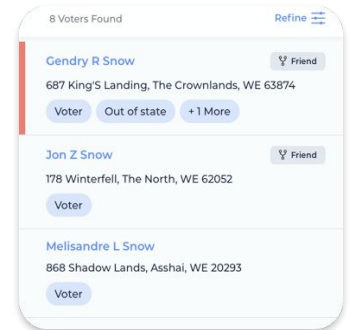 8 Voters Found
Refine
Gendry R Snow
Friend
687 King'S Landing, The Crownlands, WE 63874
Voter
Out of state
+ 1 More
Jon Z Snow
Friend
178 Winterfell, The North, WE 62052
Voter
Melisandre L Snow
868 Shadow Lands, Asshai, WE 20293
Voter